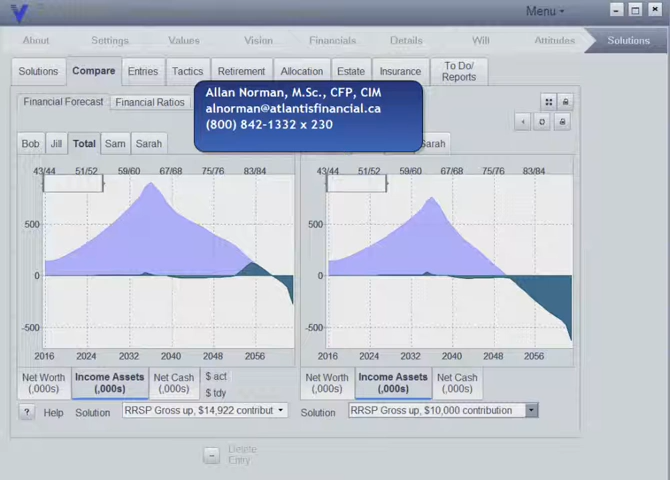 Menu
About Settings Values Vision Financials Details Will Attitudes Solutions
Solutions Compare Entries Tactics Retirement Allocation Estate Insurance To Do/ Reports
Allan Norman, M.Sc., CFP, CIM
alnorman@atlantisfinancial.ca
(800) 842-1332 x 230
Financial Forecast Financial Ratios
Bob Jill Total Sam Sarah
arah
43/44 51/52 59/60 67/68 75/76 83/84
43/44 51/52 59/60 67/68 75/76 83/84
500
0
-500
500
0
-500
2016 2024 2032 2040 2048 2056
2016 2024 2032 2040 2048 2056
Net Worth (,000s) Income Assets (,000s) Net Cash (,000s) $ act
$ tdy
Net Worth (,000s) Income Assets (,000s) Net Cash (,000s)
? Help Solution RRSP Gross up, $14,922 contribut
Solution RRSP Gross up, $10,000 contribution
Delete
Entry